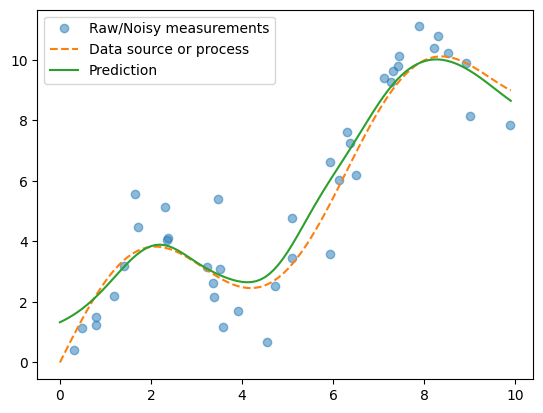 Raw/Noisy measurements
Data source or process
Prediction
10
8
6
4
2
0
0 2 4 6 8 10